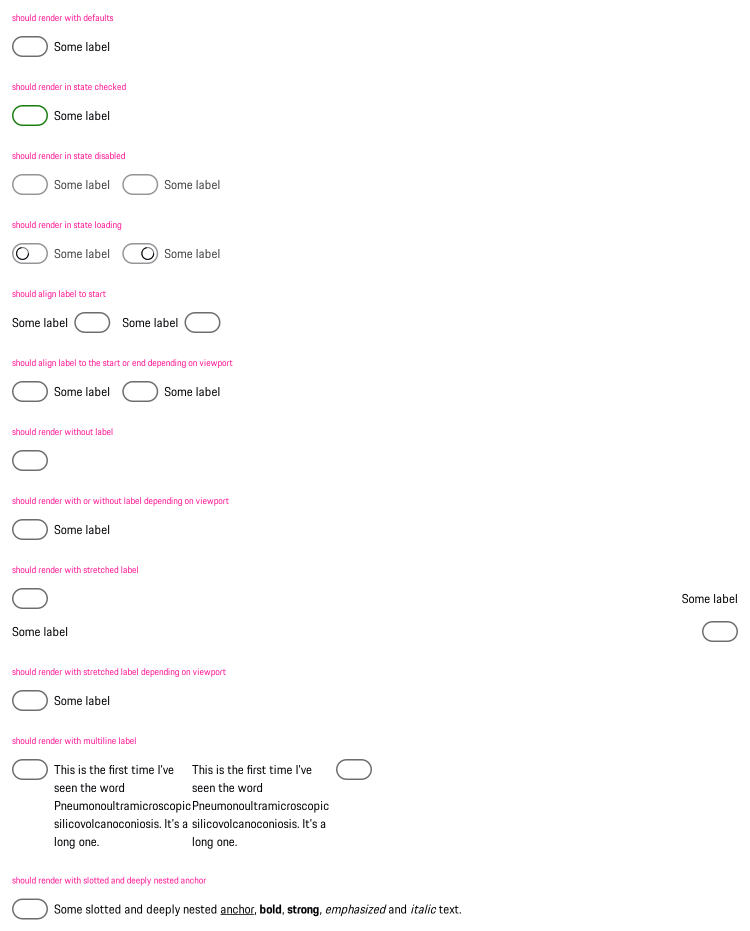 should render with defaults
Some label
should render in state checked
Some label
should render in state disabled
Some label Some label
should render in state loading
Some label Some label
should align label to start
Some label Some label
should align label to the start or end depending on viewport
Some label Some label
should render without label
should render with or without label depending on viewport
Some label
should render with stretched label
Some label
Some label
should render with stretched label depending on viewport
Some label
should render with multiline label
This is the first time I've
seen the word
Pneumonoultramicroscopic
silicovolcanoconiosis. It's a
long one.
This is the first time I've
seen the word
Pneumonoultramicroscopic
silicovolcanoconiosis. It's a
long one.
should render with slotted and deeply nested anchor
Some slotted and deeply nested anchor, bold, strong, emphasized and italic text.